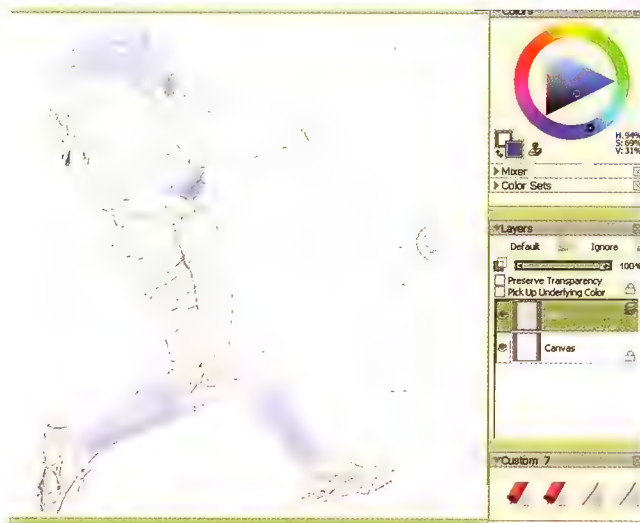 Colors
H: 94%
S: 69%
V: 31%
Mixer
Color Sets
Layers
Default Ignore
100%
Preserve Transparency
Pick Up Underlying Color
Canvas
Custom 7